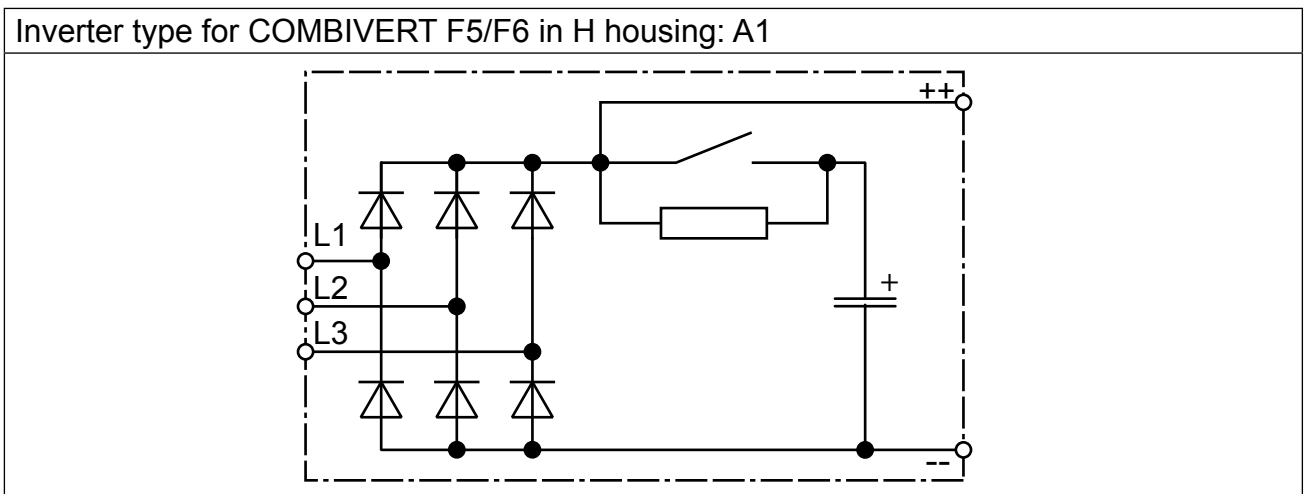 Inverter type for COMBIVERT F5/F6 in H housing: A1
++
L1
+
L2
L3
--